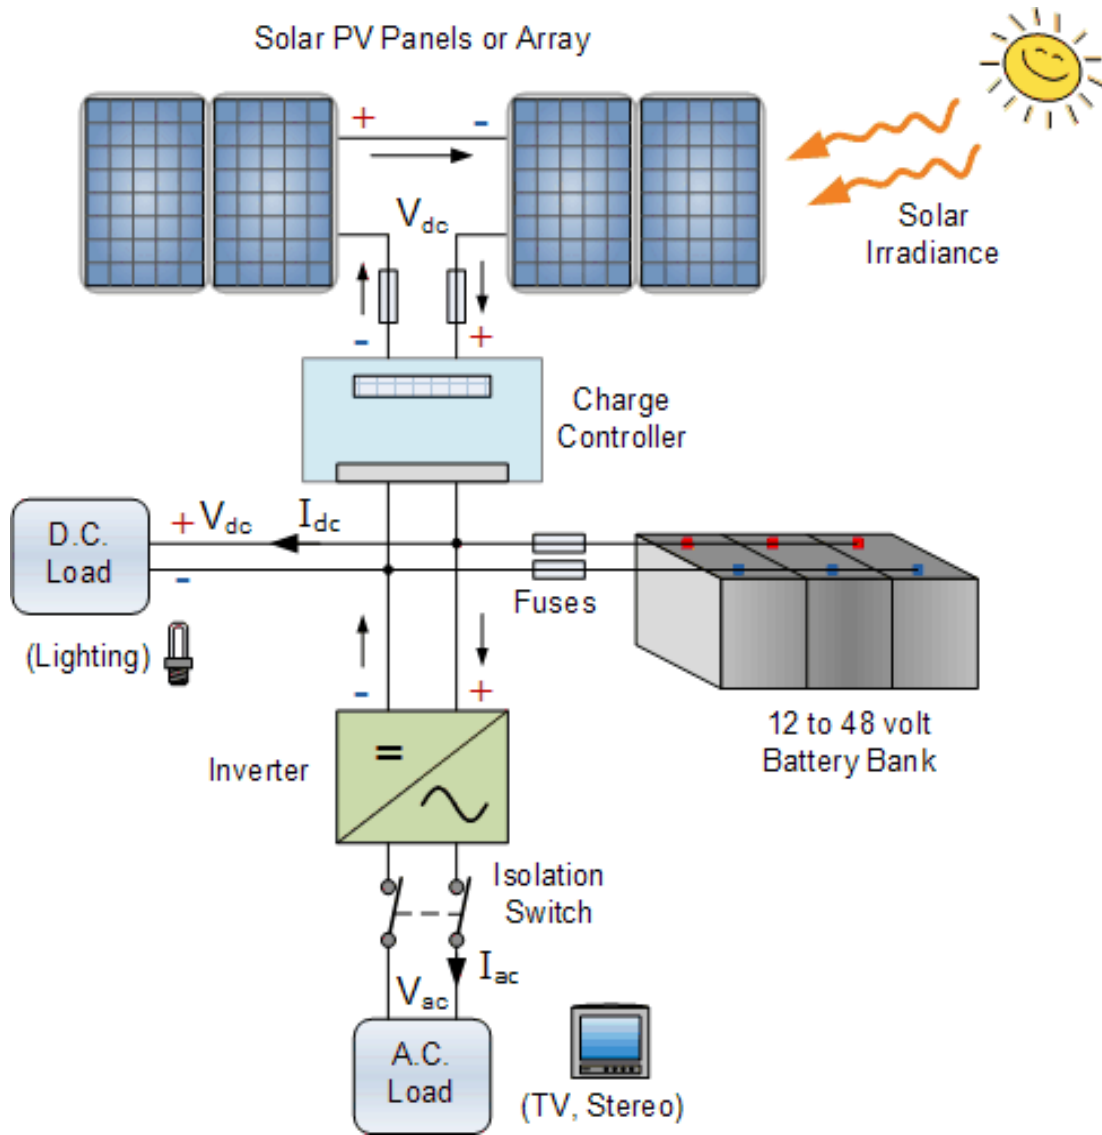 Solar PV Panels or Array
+
-
Vdc
Solar
Irradiance
-
+
Charge
Controller
D.C.
Load
+
Vdc
Idc
-
Fuses
(Lighting)
-
+
12 to 48 volt
Battery Bank
Inverter
=
Isolation
Switch
Iac
Vac
A.C.
Load
(TV, Stereo)